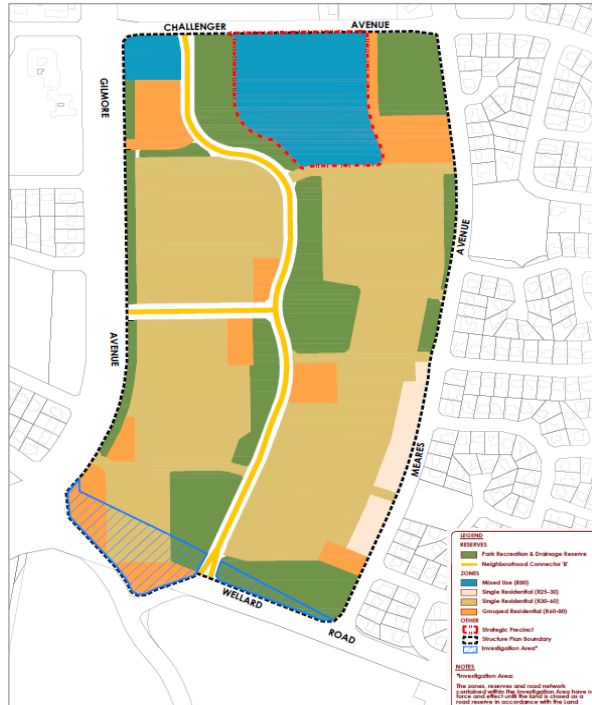 CHALLENGER AVENUE
GILMORE
AVENUE
AVENUE
MEARES
WELLARD
ROAD
LEGEND
RESERVES
Park Recreation & Drainage Reserve
Neighbourhood Connector 'B'
ZONES
Mixed Use (R80)
Single Residential (R25-30)
Single Residential (R30-60)
Grouped Residential (R60-80)
OTHER
Strategic Precinct
Structure Plan Boundary
Investigation Area*
NOTES
*Investigation Area:
The zones, reserves and road network
contained within the Investigation Area have n
force and effect until the land is closed as a
road reserve in accordance with the Land